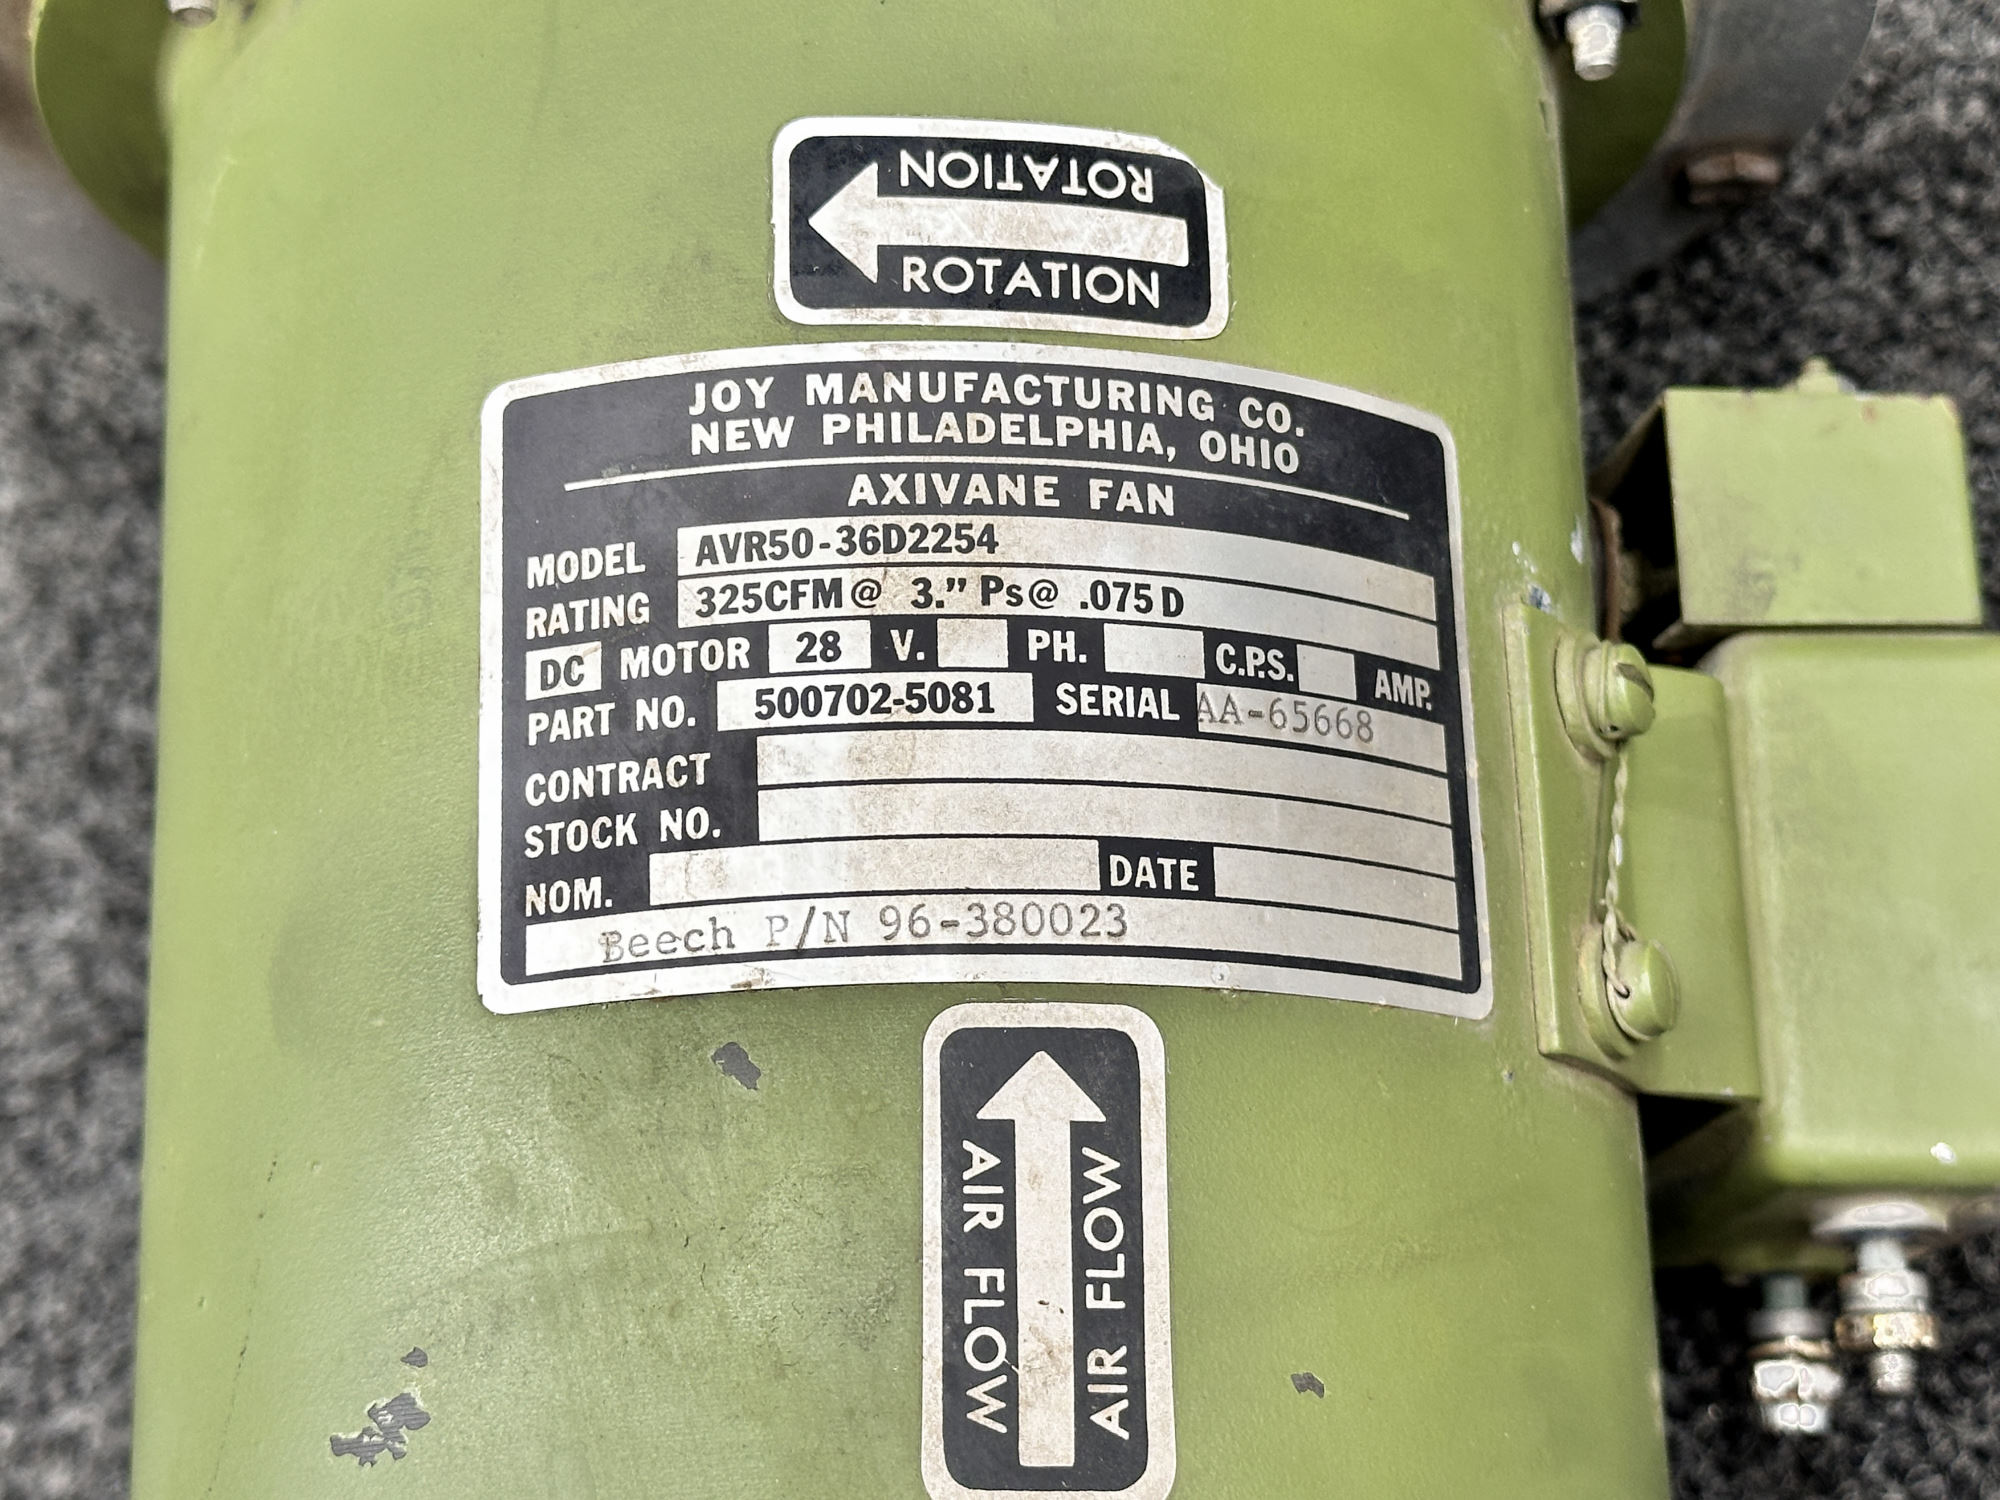 ROTATION
ROTATION
JOY MANUFACTURING CO.
NEW PHILADELPHIA, OHIO
AXIVANE FAN
MODEL AVR50-36D2254
RATING 325CFM@ 3." Ps@ .075D
DC MOTOR 28 V. PH. C.P.S. AMP.
PART NO. 500702-5081 SERIAL AA-65668
CONTRACT
STOCK NO.
NOM. DATE
Beech P/N 96-380023
AIR FLOW
AIR FLOW